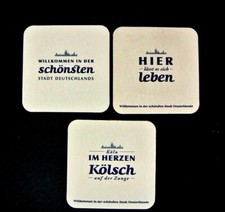 WILLKOMMEN IN DER
schönsten
STADT DEUTSCHLANDS
HIER
lässt es sich
leben
Willkommen in der schönsten Stadt Deutschlands
Köln
IM HERZEN
Kölsch
auf der Zunge
Willkommen in der schönsten Stadt Deutschlands